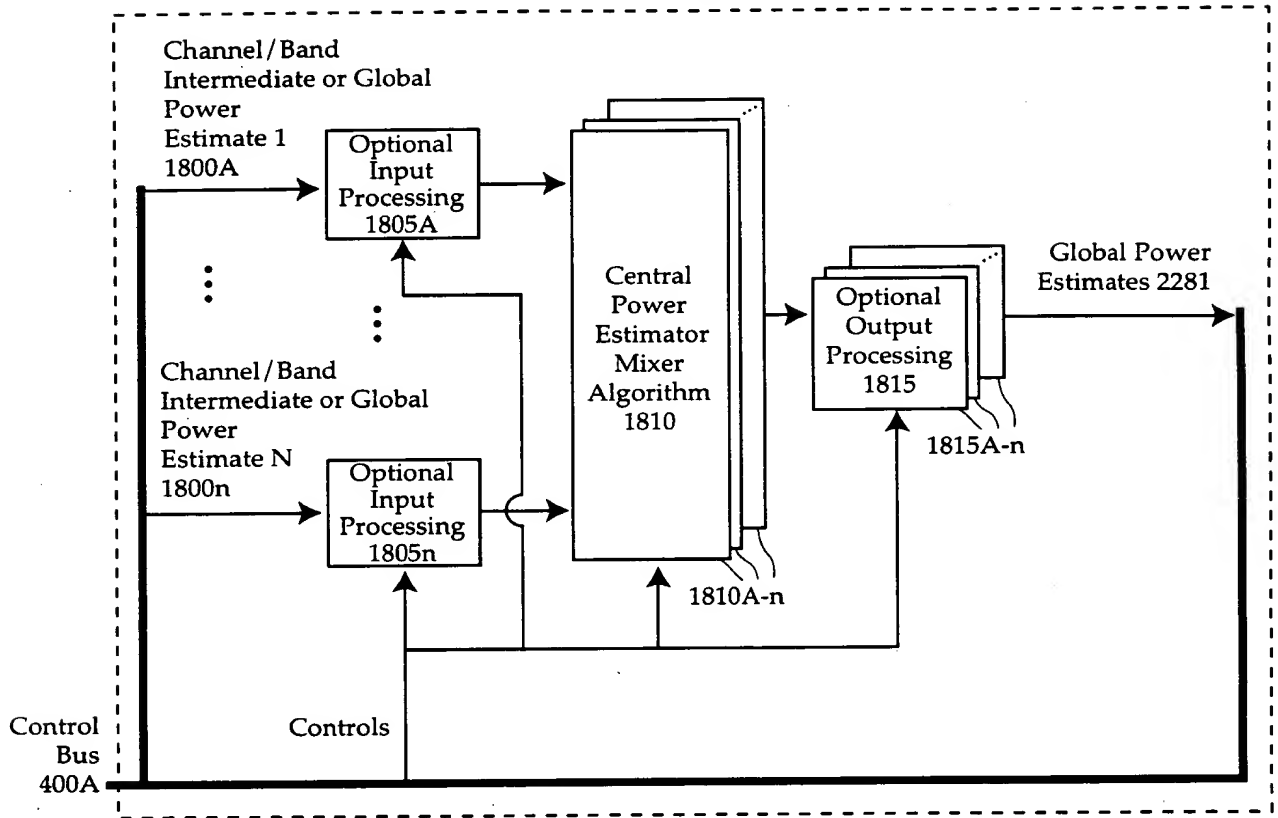 Channel/Band
Intermediate or Global
Power
Estimate 1
1800A
Optional
Input
Processing
1805A
Central
Power
Estimator
Mixer
Algorithm
1810
Optional
Output
Processing
1815
Global Power
Estimates 2281
Channel/Band
Intermediate or Global
Power
Estimate N
1800n
Optional
Input
Processing
1805n
1815A-n
1810A-n
Controls
Control
Bus
400A